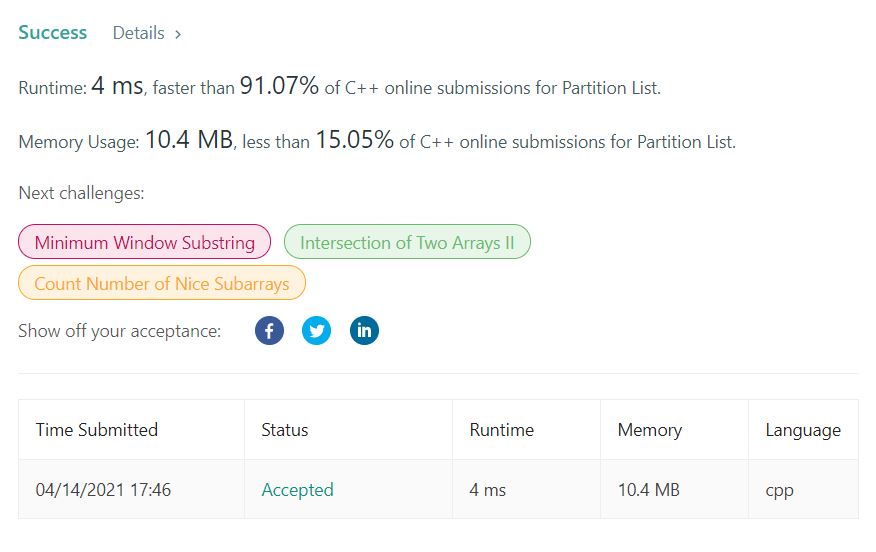 Success Details >
Runtime: 4 ms, faster than 91.07% of C++ online submissions for Partition List.
Memory Usage: 10.4 MB, less than 15.05% of C++ online submissions for Partition List.
Next challenges:
Minimum Window Substring Intersection of Two Arrays II
Count Number of Nice Subarrays
Show off your acceptance: f in
Time Submitted Status Runtime Memory Language
04/14/2021 17:46 Accepted 4 ms 10.4 MB cpp